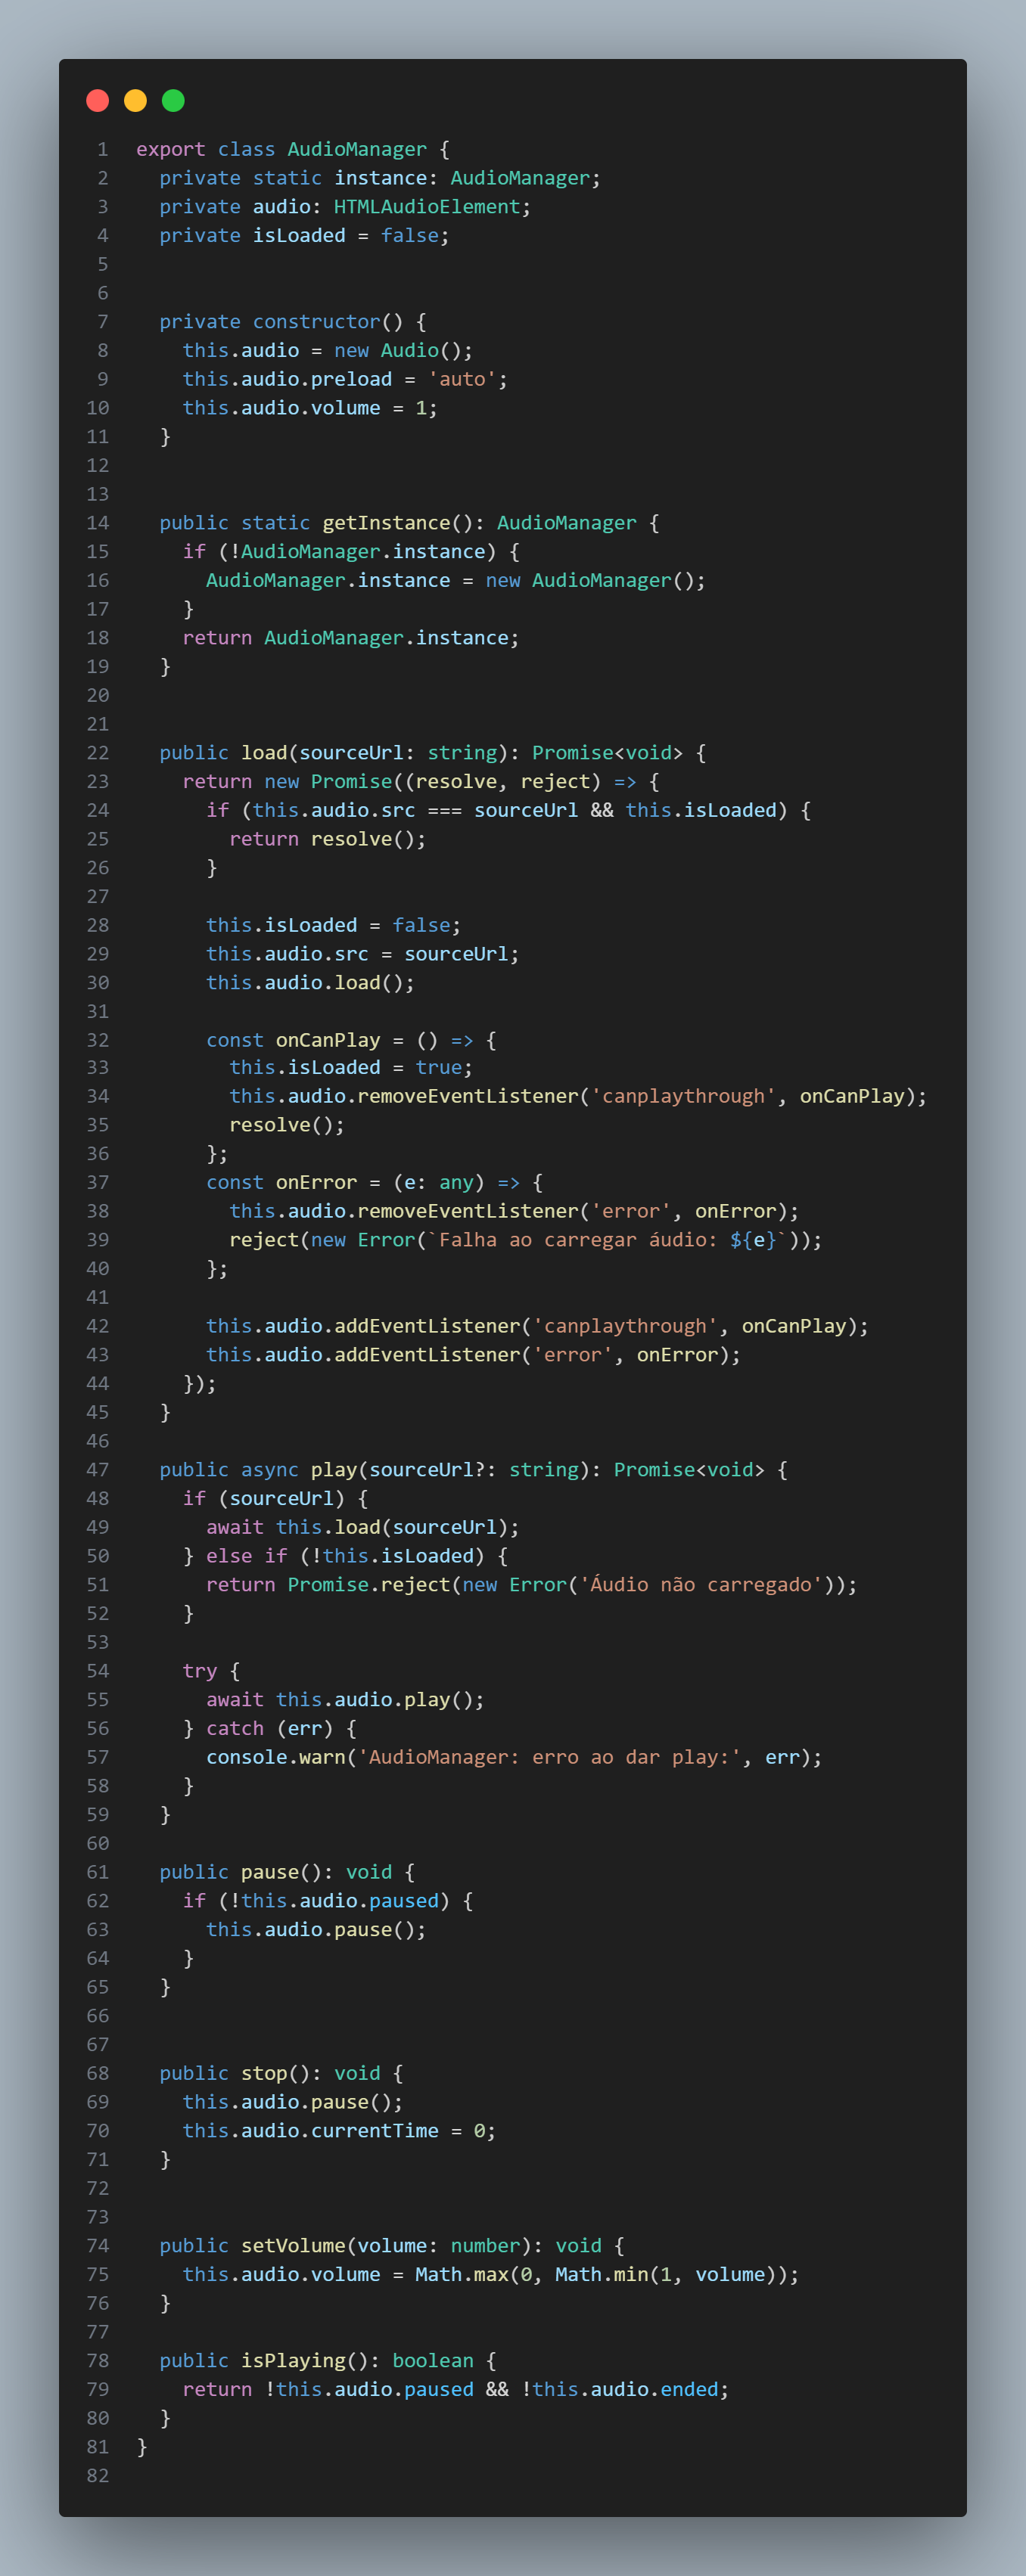 1 export class AudioManager {
2   private static instance: AudioManager;
3   private audio: HTMLAudioElement;
4   private isLoaded = false;
5
6
7   private constructor() {
8     this.audio = new Audio();
9     this.audio.preload = 'auto';
10     this.audio.volume = 1;
11   }
12
13
14   public static getInstance(): AudioManager {
15     if (!AudioManager.instance) {
16       AudioManager.instance = new AudioManager();
17     }
18     return AudioManager.instance;
19   }
20
21
22   public load(sourceUrl: string): Promise<void> {
23     return new Promise((resolve, reject) => {
24       if (this.audio.src === sourceUrl && this.isLoaded) {
25         return resolve();
26       }
27
28       this.isLoaded = false;
29       this.audio.src = sourceUrl;
30       this.audio.load();
31
32       const onCanPlay = () => {
33         this.isLoaded = true;
34         this.audio.removeEventListener('canplaythrough', onCanPlay);
35         resolve();
36       };
37       const onError = (e: any) => {
38         this.audio.removeEventListener('error', onError);
39         reject(new Error(`Falha ao carregar áudio: ${e}`));
40       };
41
42       this.audio.addEventListener('canplaythrough', onCanPlay);
43       this.audio.addEventListener('error', onError);
44     });
45   }
46
47   public async play(sourceUrl?: string): Promise<void> {
48     if (sourceUrl) {
49       await this.load(sourceUrl);
50     } else if (!this.isLoaded) {
51       return Promise.reject(new Error('Áudio não carregado'));
52     }
53
54     try {
55       await this.audio.play();
56     } catch (err) {
57       console.warn('AudioManager: erro ao dar play:', err);
58     }
59   }
60
61   public pause(): void {
62     if (!this.audio.paused) {
63       this.audio.pause();
64     }
65   }
66
67
68   public stop(): void {
69     this.audio.pause();
70     this.audio.currentTime = 0;
71   }
72
73
74   public setVolume(volume: number): void {
75     this.audio.volume = Math.max(0, Math.min(1, volume));
76   }
77
78   public isPlaying(): boolean {
79     return !this.audio.paused && !this.audio.ended;
80   }
81 }
82